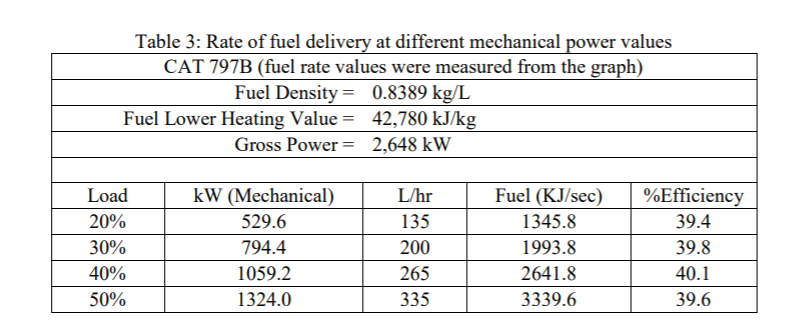 Table 3: Rate of fuel delivery at different mechanical power values
CAT 797B (fuel rate values were measured from the graph)
Fuel Density = 0.8389 kg/L
Fuel Lower Heating Value = 42,780 kJ/kg
Gross Power = 2,648 kW
Load kW (Mechanical) L/hr Fuel (KJ/sec) %Efficiency
20% 529.6 135 1345.8 39.4
30% 794.4 200 1993.8 39.8
40% 1059.2 265 2641.8 40.1
50% 1324.0 335 3339.6 39.6